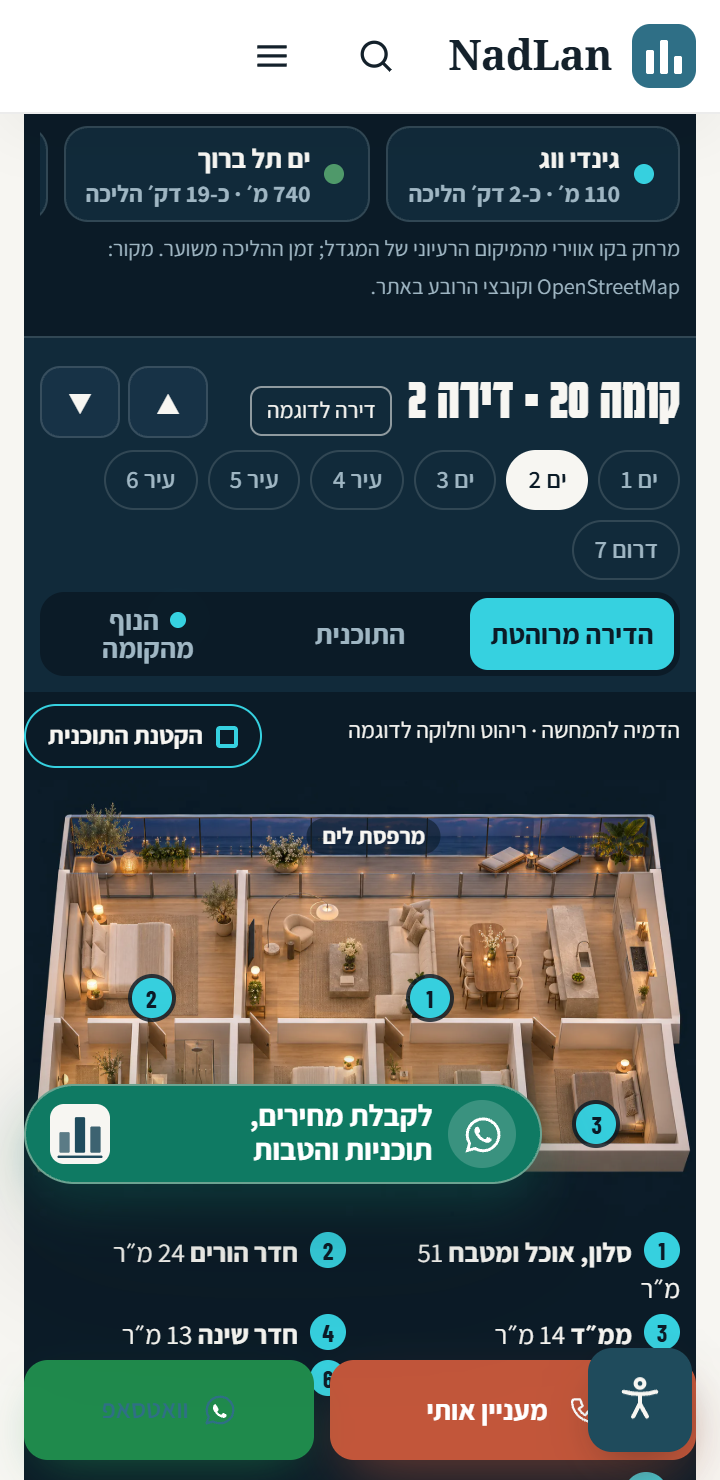 NadLan
גינדי ווג
110 מ׳ · כ-2 דק׳ הליכה
ים תל ברוך
740 מ׳ · כ-19 דק׳ הליכה
מרחק בקו אווירי מהמיקום הרעיוני של המגדל; זמן ההליכה משוער. מקור:
OpenStreetMap וקובצי הרובע באתר.
קומה 20 · דירה 2
דירה לדוגמה
▲
▼
ים 1
ים 2
ים 3
עיר 4
עיר 5
עיר 6
דרום 7
הדירה מרוהטת
התוכנית
הנוף
מהקומה
הדמיה להמחשה · ריהוט וחלוקה לדוגמה
הקטנת התוכנית
מרפסת לים
2
1
3
לקבלת מחירים,
תוכניות והטבות
1 סלון, אוכל ומטבח 51
מ״ר
2 חדר הורים 24 מ״ר
3 ממ״ד 14 מ״ר
4 חדר שינה 13 מ״ר
6
מעניין אותי
וואטסאפ